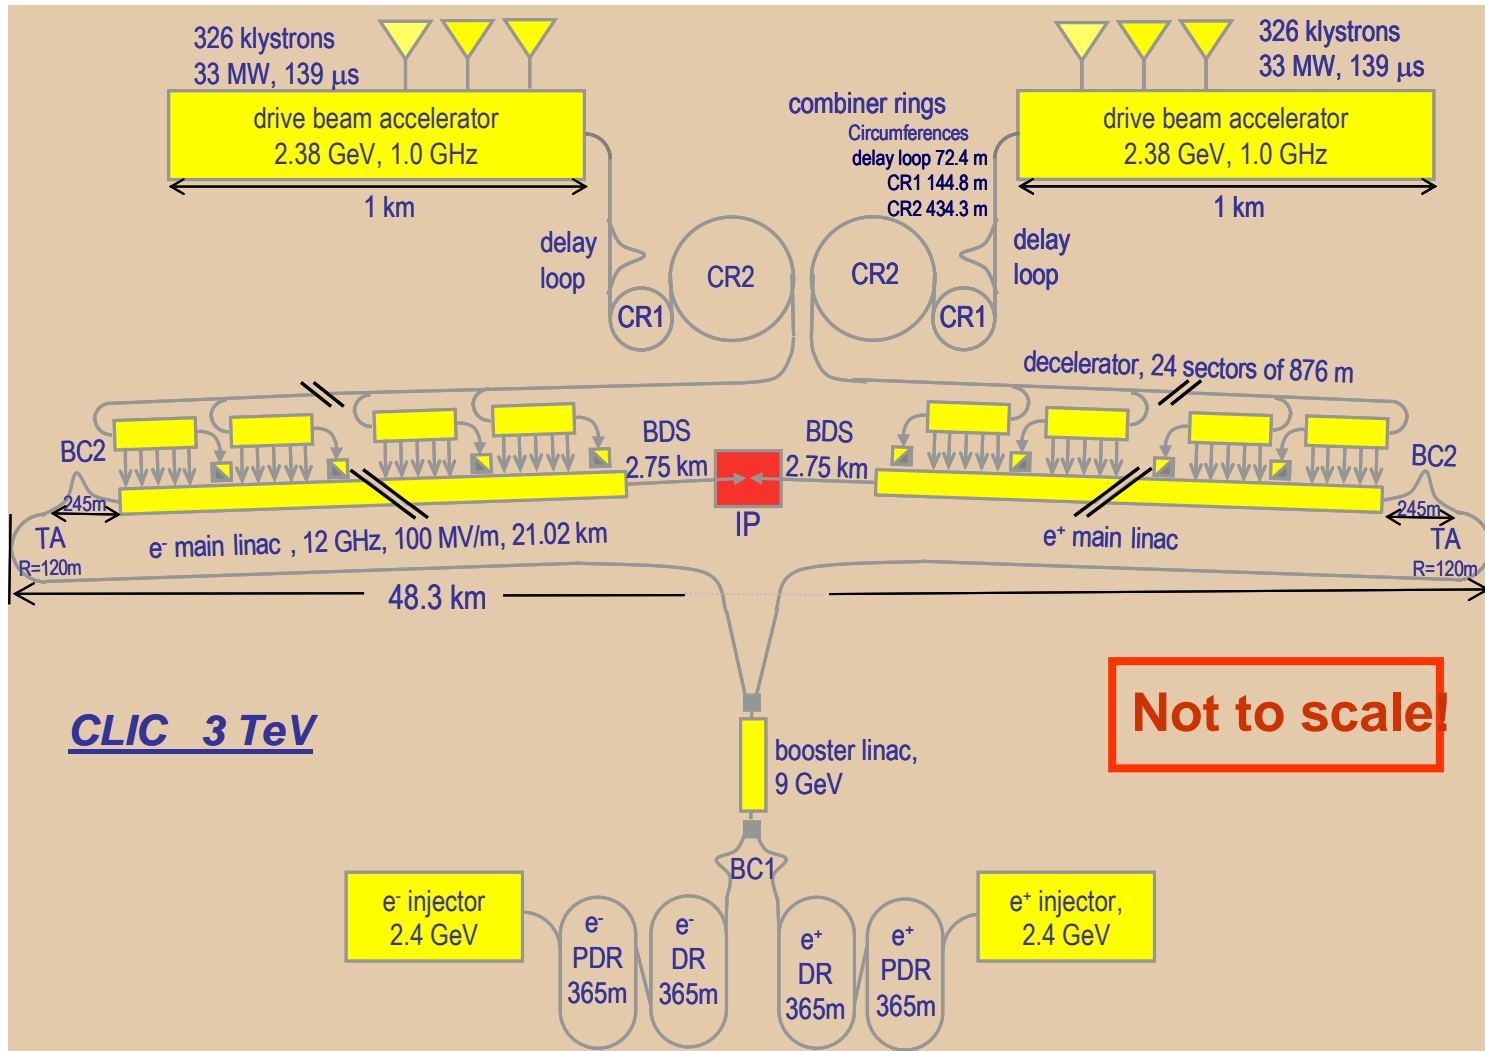 326 klystrons
33 MW, 139 μs
drive beam accelerator
2.38 GeV, 1.0 GHz
1 km
combiner rings
Circumferences
delay loop 72.4 m
CR1 144.8 m
CR2 434.3 m
326 klystrons
33 MW, 139 μs
drive beam accelerator
2.38 GeV, 1.0 GHz
1 km
delay
loop
CR1
CR2
CR2
CR1
delay
loop
decelerator, 24 sectors of 876 m
BC2
245m
TA
R=120m
BDS
2.75 km
IP
BDS
2.75 km
BC2
245m
TA
R=120m
e⁻ main linac , 12 GHz, 100 MV/m, 21.02 km
e⁺ main linac
48.3 km
CLIC 3 TeV
Not to scale!
booster linac,
9 GeV
BC1
e⁻ injector
2.4 GeV
e⁻
PDR
365m
e⁻
DR
365m
e⁺
DR
365m
e⁺
PDR
365m
e⁺ injector,
2.4 GeV